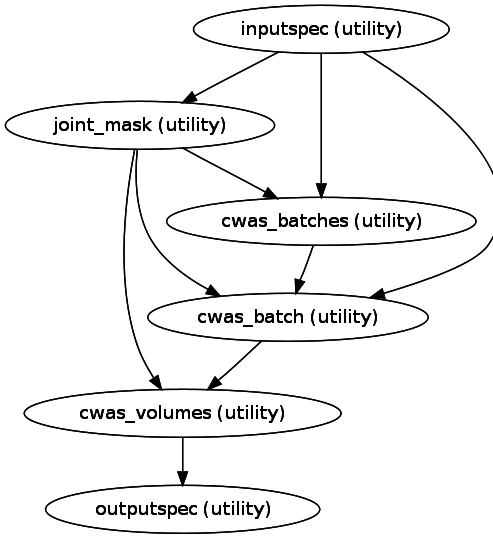 inputspec (utility)
joint_mask (utility)
cwas_batches (utility)
cwas_batch (utility)
cwas_volumes (utility)
outputspec (utility)